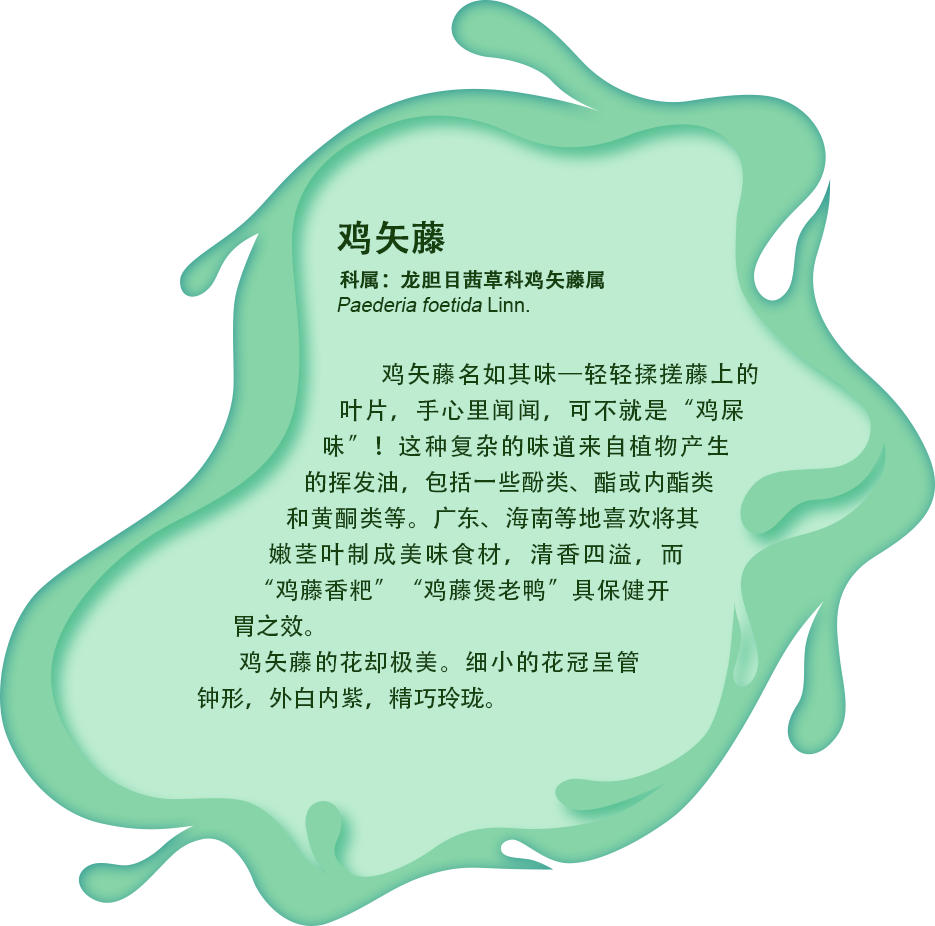 鸡矢藤
科属：龙胆目茜草科鸡矢藤属
Paederia foetida Linn.
鸡矢藤名如其味—轻轻揉搓藤上的
叶片，手心里闻闻，可不就是“鸡屎
味”！这种复杂的味道来自植物产生
的挥发油，包括一些酚类、酯或内酯类
和黄酮类等。广东、海南等地喜欢将其
嫩茎叶制成美味食材，清香四溢，而
“鸡藤香粑”“鸡藤煲老鸭”具保健开
胃之效。
鸡矢藤的花却极美。细小的花冠呈管
钟形，外白内紫，精巧玲珑。